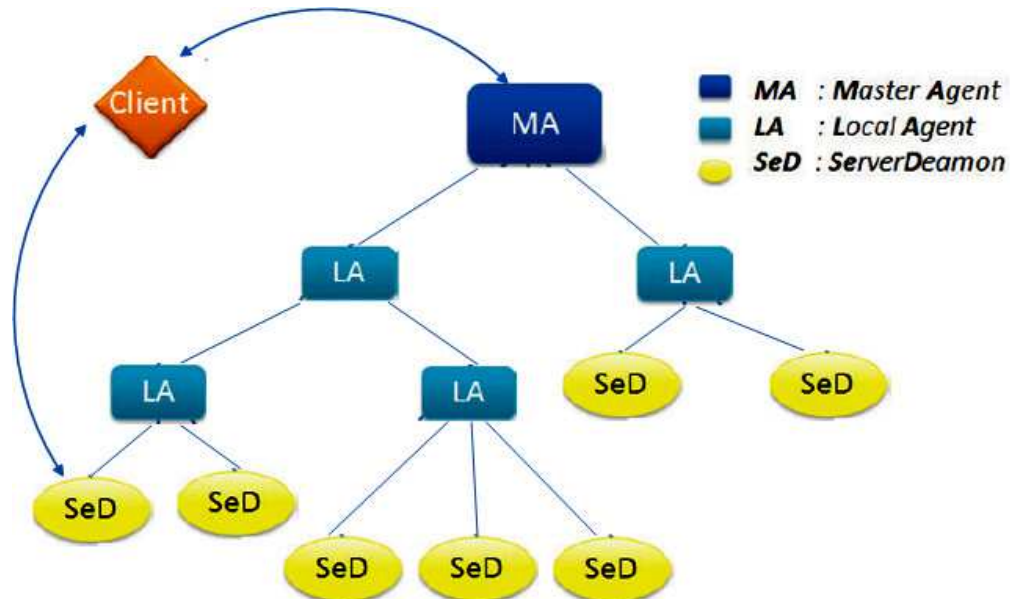 Client
MA
MA : Master Agent
LA : Local Agent
SeD : ServerDeamon
LA
LA
LA
LA
SeD
SeD
SeD
SeD
SeD
SeD
SeD